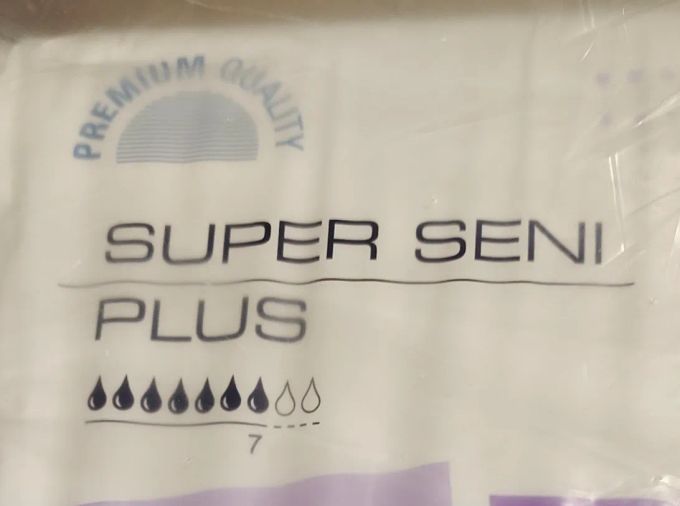 PREMIUM QUALITY
SUPER SENI
PLUS
7